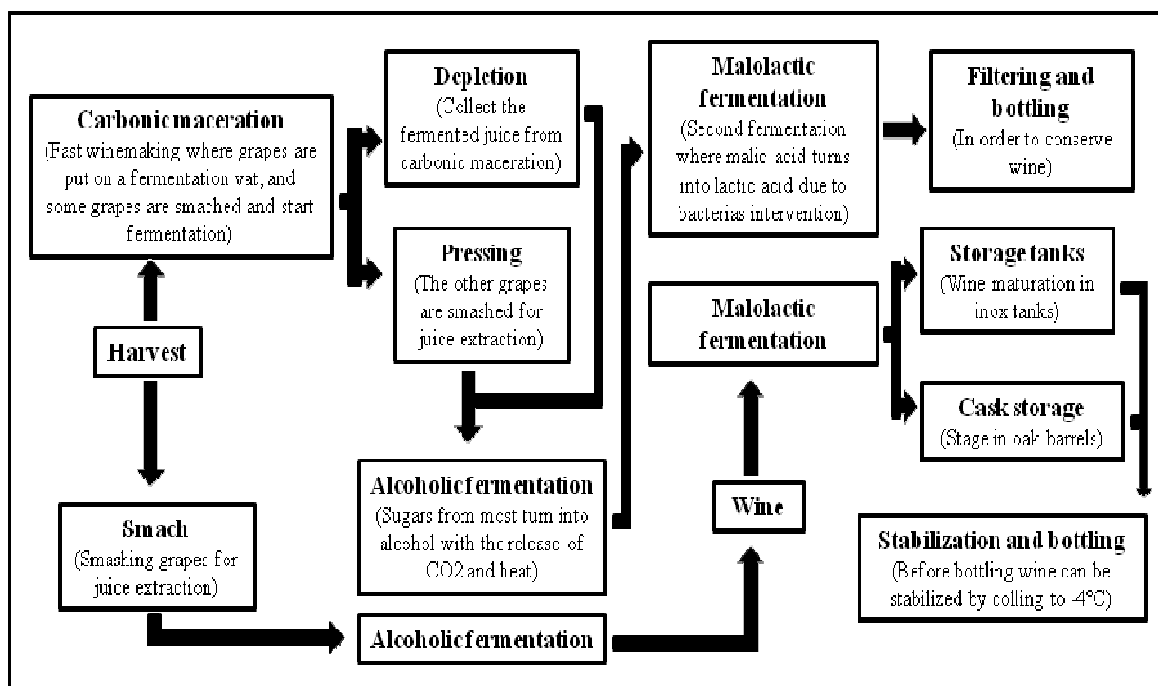 Carbonic maceration
(Fast winemaking where grapes are
put on a fermentation vat, and
some grapes are smached and start
fermentation)
Depletion
(Collect the
fermented juice from
carbonic maceration)
Pressing
(The other grapes
are smashed for
juice extraction)
Harvest
Smach
(Smashing grapes for
juice extraction)
Alcoholic fermentation
(Sugars from most turn into
alcohol with the release of
CO2 and heat)
Alcoholic fermentation
Wine
Malolactic
fermentation
(Second fermentation
where malic acid turns
into lactic acid due to
bacterias intervention)
Malolactic
fermentation
Filtering and
bottling
(In order to conserve
wine)
Storage tanks
(Wine maturation in
inox tanks)
Cask storage
(Stage in oak barrels)
Stabilization and bottling
(Before bottling wine can be
stabilized by colling to -4°C)